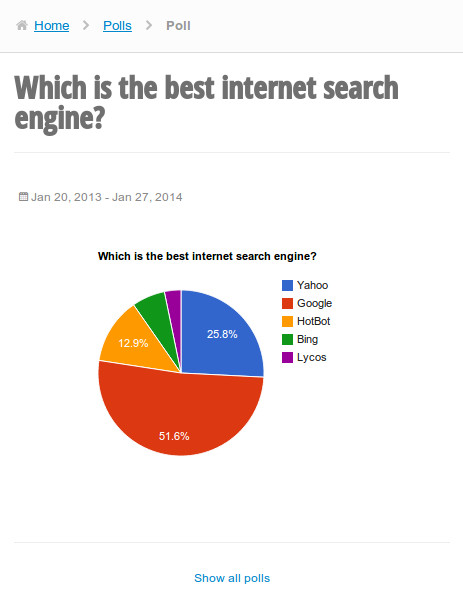 Home Polls Poll
Which is the best internet search
engine?
Jan 20, 2013 - Jan 27, 2014
Which is the best internet search engine?
Yahoo
Google
HotBot
Bing
Lycos
25.8%
12.9%
51.6%
Show all polls